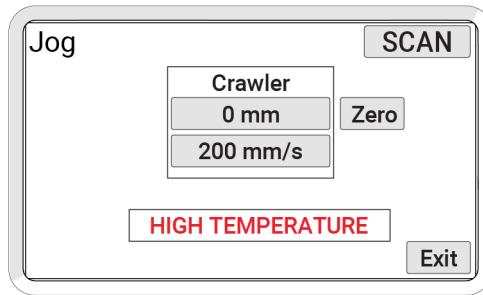 Jog
SCAN
Crawler
0 mm
Zero
200 mm/s
HIGH TEMPERATURE
Exit